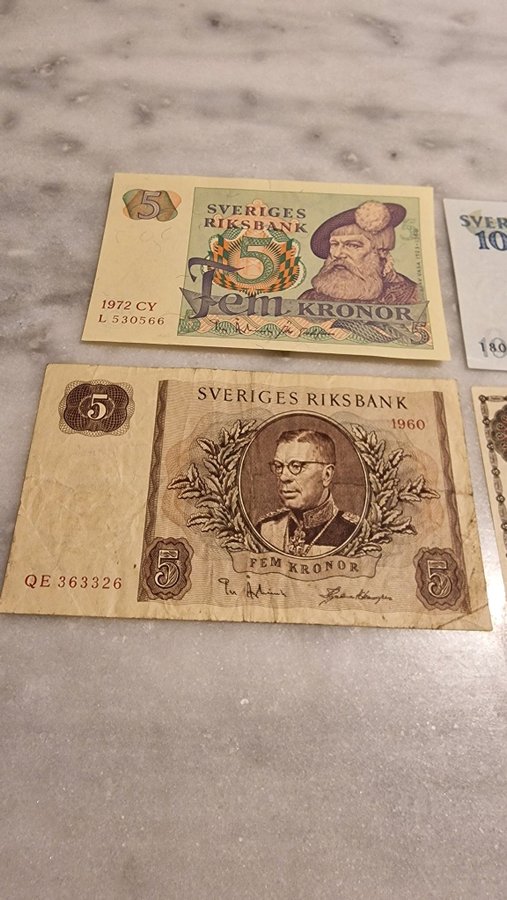 5
SVERIGES
RIKSBANK
5
Fem KRONOR
5
1972 CY
L 530566
SVER
10
180
5
SVERIGES RIKSBANK
1960
FEM KRONOR
5
5
QE 363326